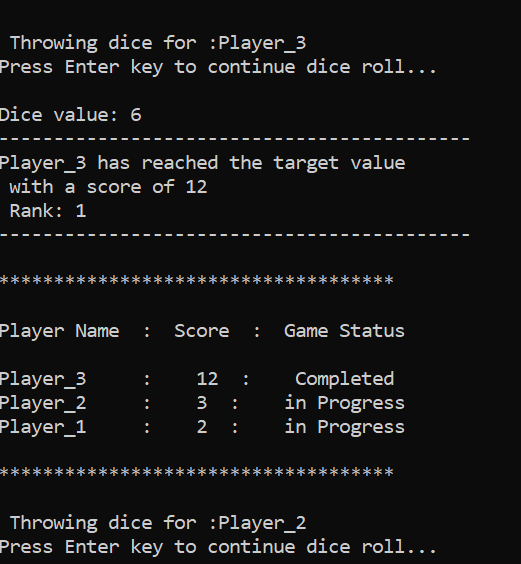 Throwing dice for :Player_3
Press Enter key to continue dice roll...
Dice value: 6
-------------------------------------------
Player_3 has reached the target value
with a score of 12
Rank: 1
-------------------------------------------
************************************
Player Name  :  Score  :  Game Status
Player_3     :    12  :    Completed
Player_2     :    3  :    in Progress
Player_1     :    2  :    in Progress
************************************
Throwing dice for :Player_2
Press Enter key to continue dice roll...